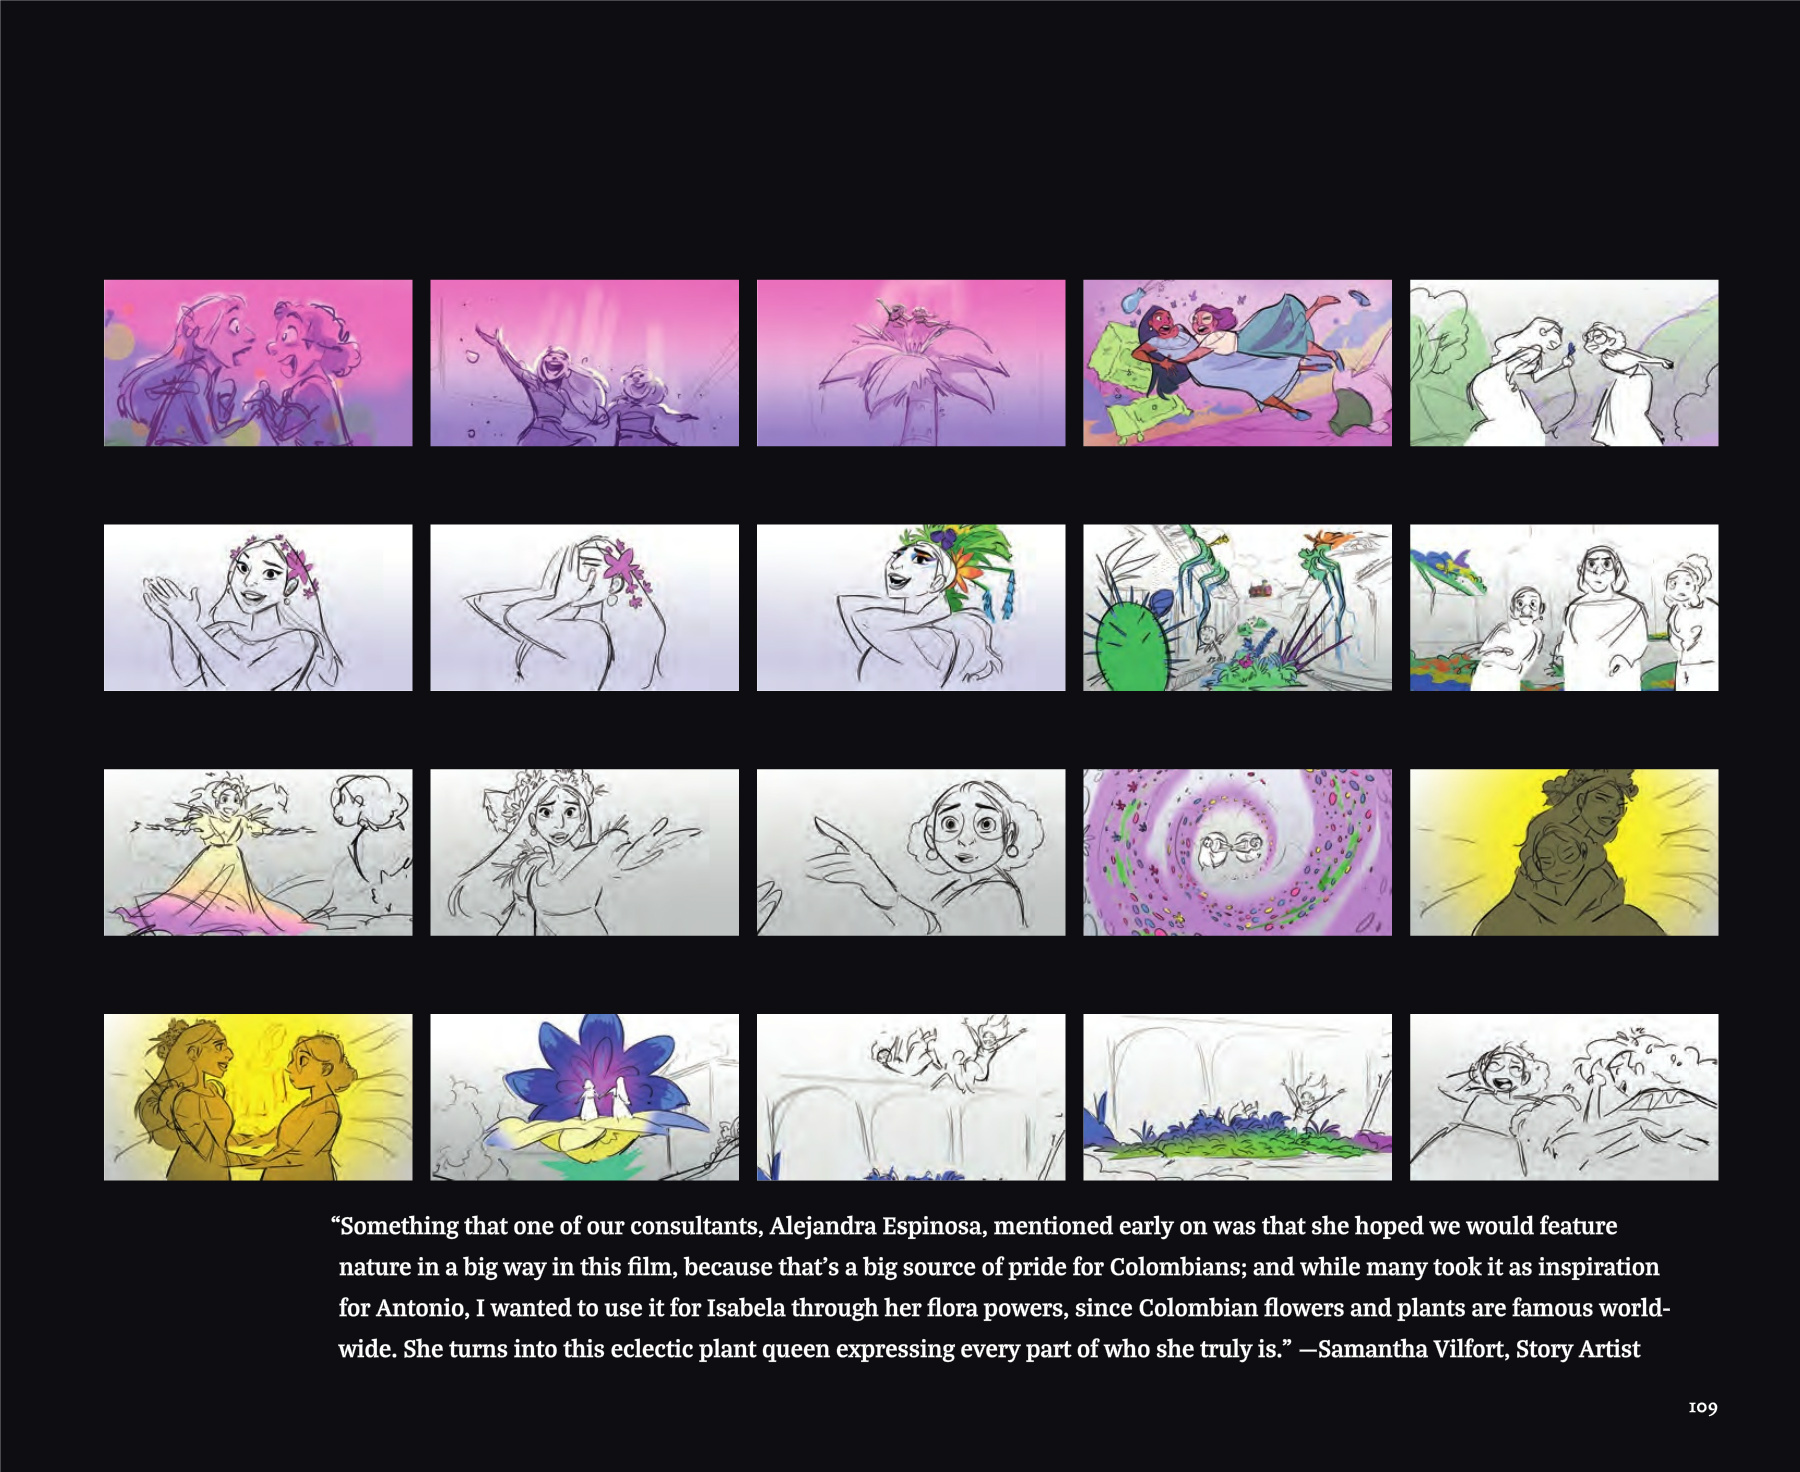 “Something that one of our consultants, Alejandra Espinosa, mentioned early on was that she hoped we would feature
nature in a big way in this film, because that’s a big source of pride for Colombians; and while many took it as inspiration
for Antonio, I wanted to use it for Isabela through her flora powers, since Colombian flowers and plants are famous world-
wide. She turns into this eclectic plant queen expressing every part of who she truly is.” —Samantha Vilfort, Story Artist
109